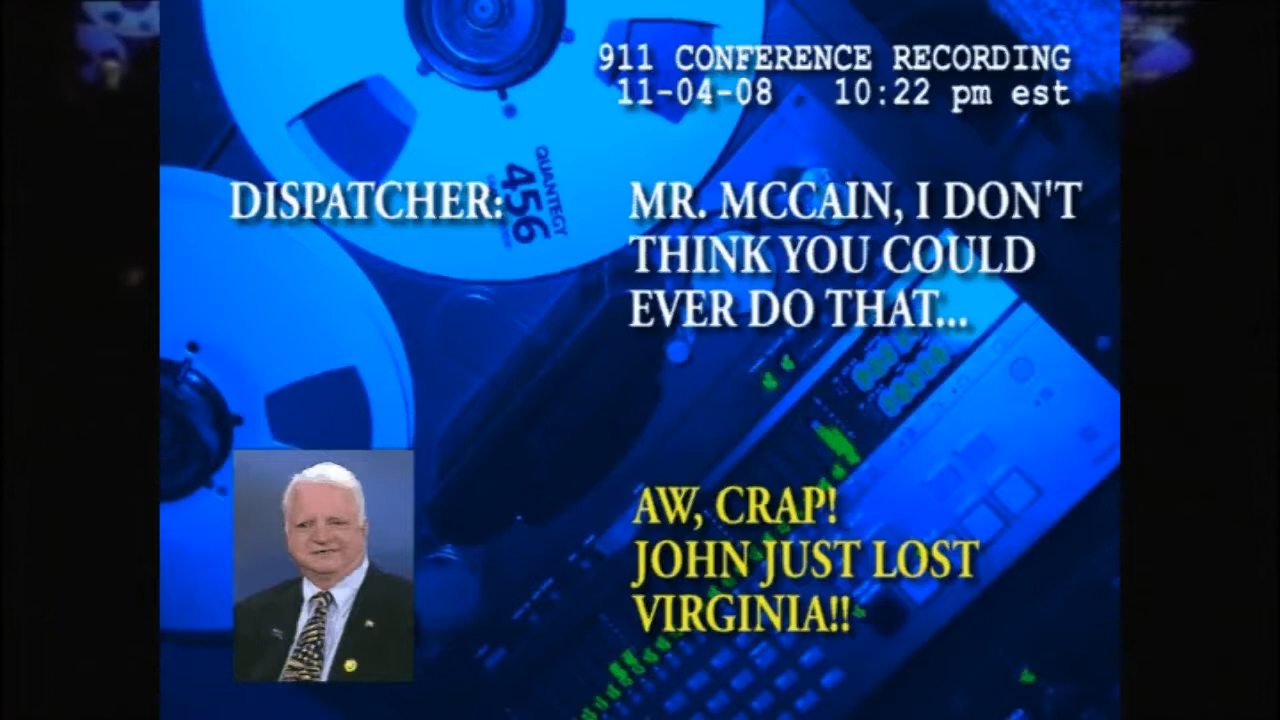 911 CONFERENCE RECORDING
11-04-08 10:22 pm est
DISPATCHER:
MR. MCCAIN, I DON'T
THINK YOU COULD
EVER DO THAT...
QUANTEGY
456
AW, CRAP!
JOHN JUST LOST
VIRGINIA!!